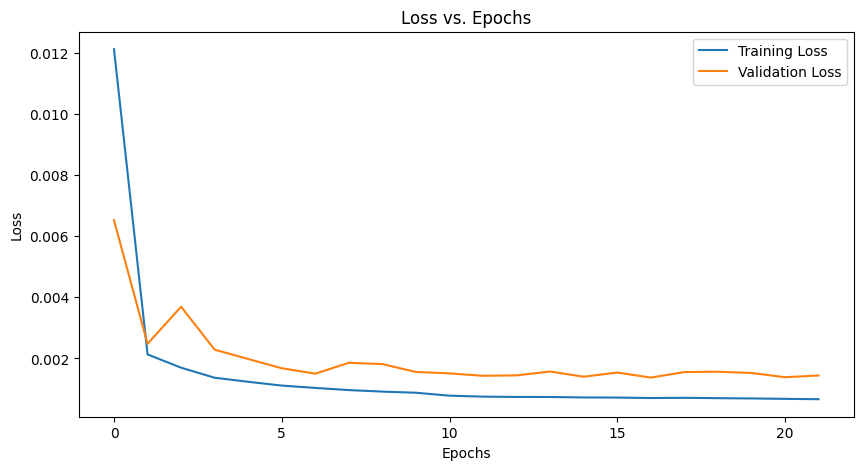 Loss vs. Epochs
Training Loss
Validation Loss
0.012
0.010
0.008
0.006
0.004
0.002
Loss
0 5 10 15 20
Epochs